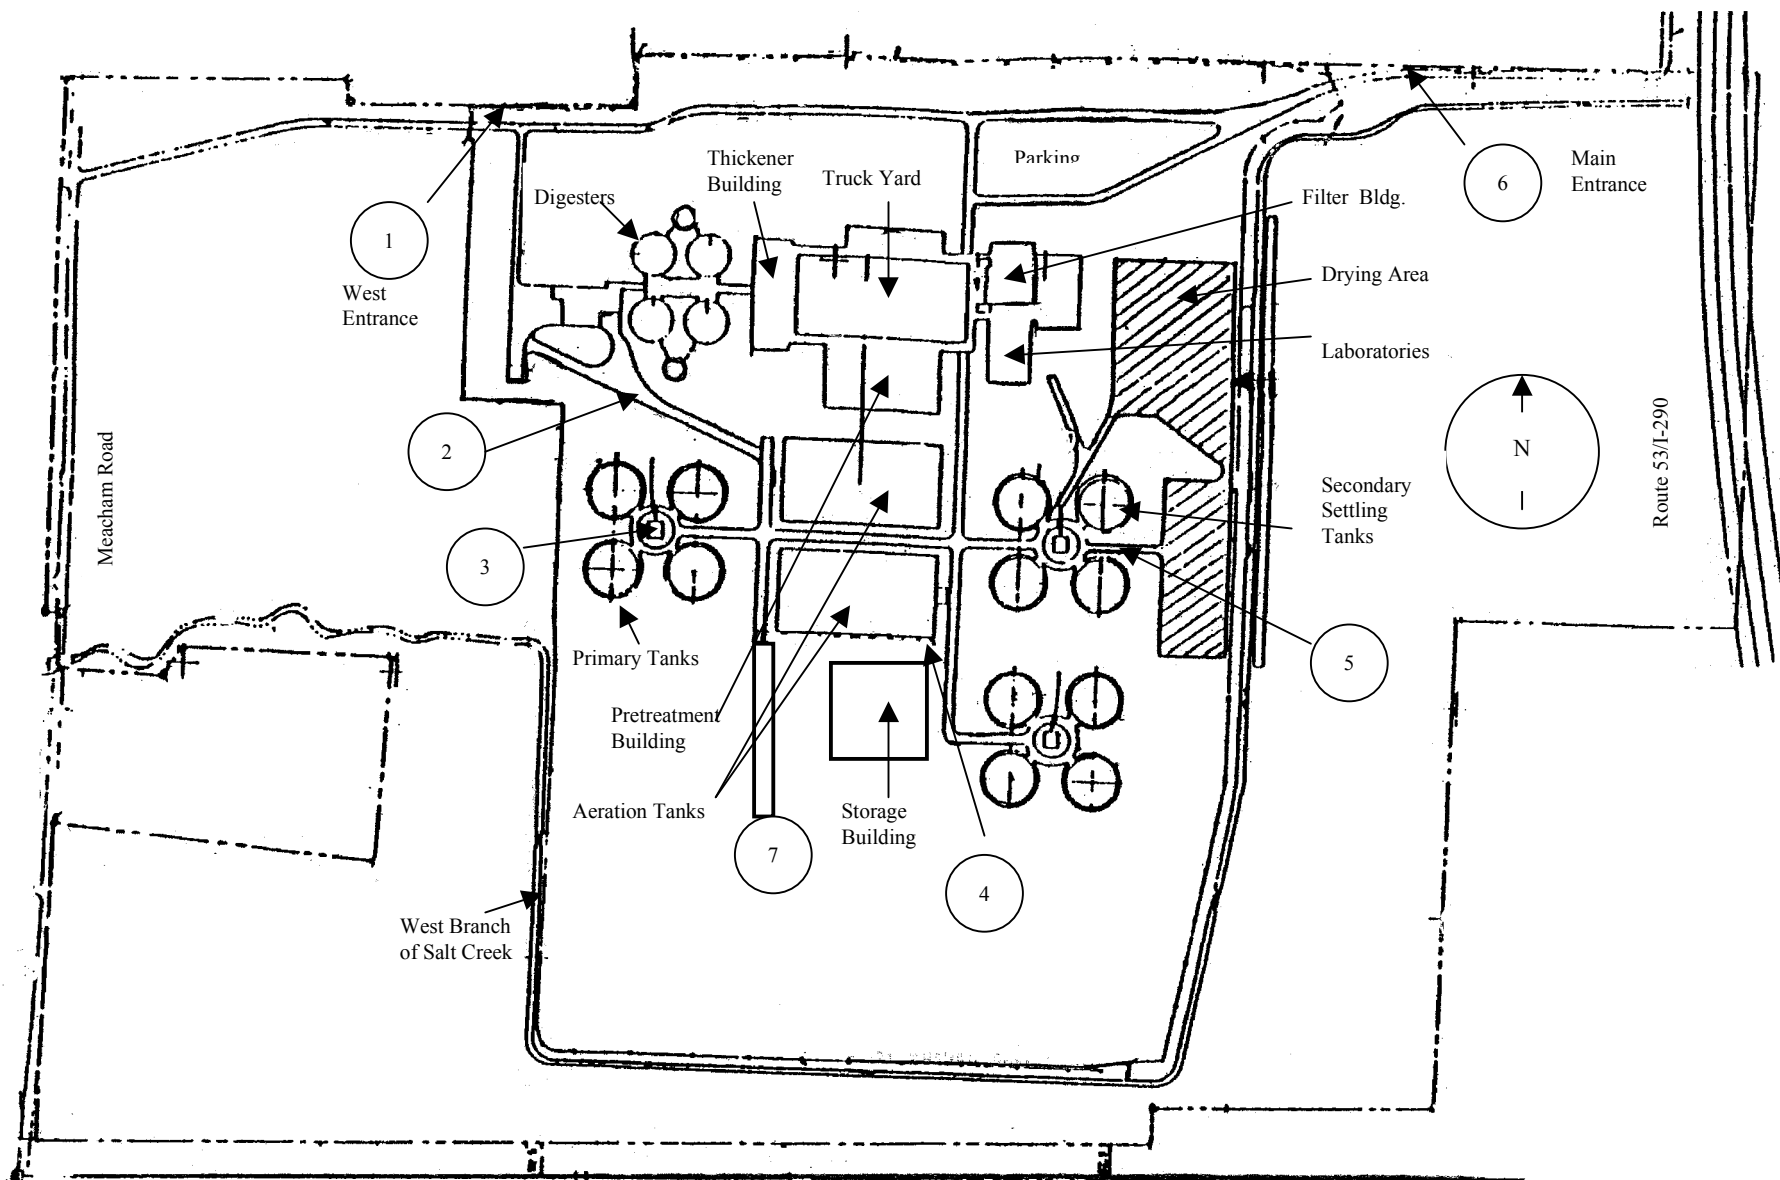 Thickener
Building
Truck Yard
Parking
6
Main
Entrance
Digesters
Filter Bldg.
1
West
Entrance
Drying Area
Laboratories
2
Meacham Road
N
Route 53/I-290
Secondary
Settling
Tanks
3
Primary Tanks
5
Pretreatment
Building
Aeration Tanks
Storage
Building
7
4
West Branch
of Salt Creek